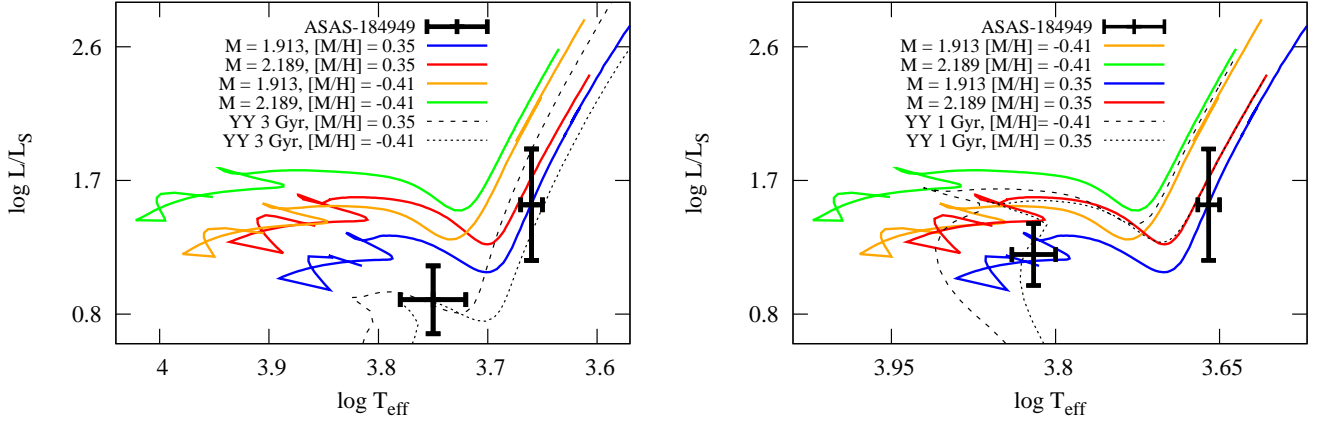 ASAS-184949
M = 1.913, [M/H] = 0.35
M = 2.189, [M/H] = 0.35
M = 1.913, [M/H] = -0.41
M = 2.189, [M/H] = -0.41
YY 3 Gyr, [M/H] = 0.35
YY 3 Gyr, [M/H] = -0.41
log L/L_S
2.6
1.7
0.8
4
3.9
3.8
3.7
3.6
log T_eff
ASAS-184949
M = 1.913 [M/H] = -0.41
M = 2.189 [M/H] = -0.41
M = 1.913 [M/H] = 0.35
M = 2.189, [M/H] = 0.35
YY 1 Gyr, [M/H]= -0.41
YY 1 Gyr, [M/H] = 0.35
log L/L_S
2.6
1.7
0.8
3.95
3.8
3.65
log T_eff